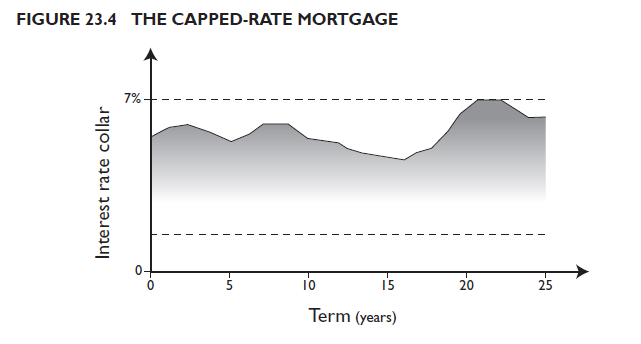 FIGURE 23.4 THE CAPPED-RATE MORTGAGE
Interest rate collar
7%
0
0 5 10 15 20 25
Term (years)